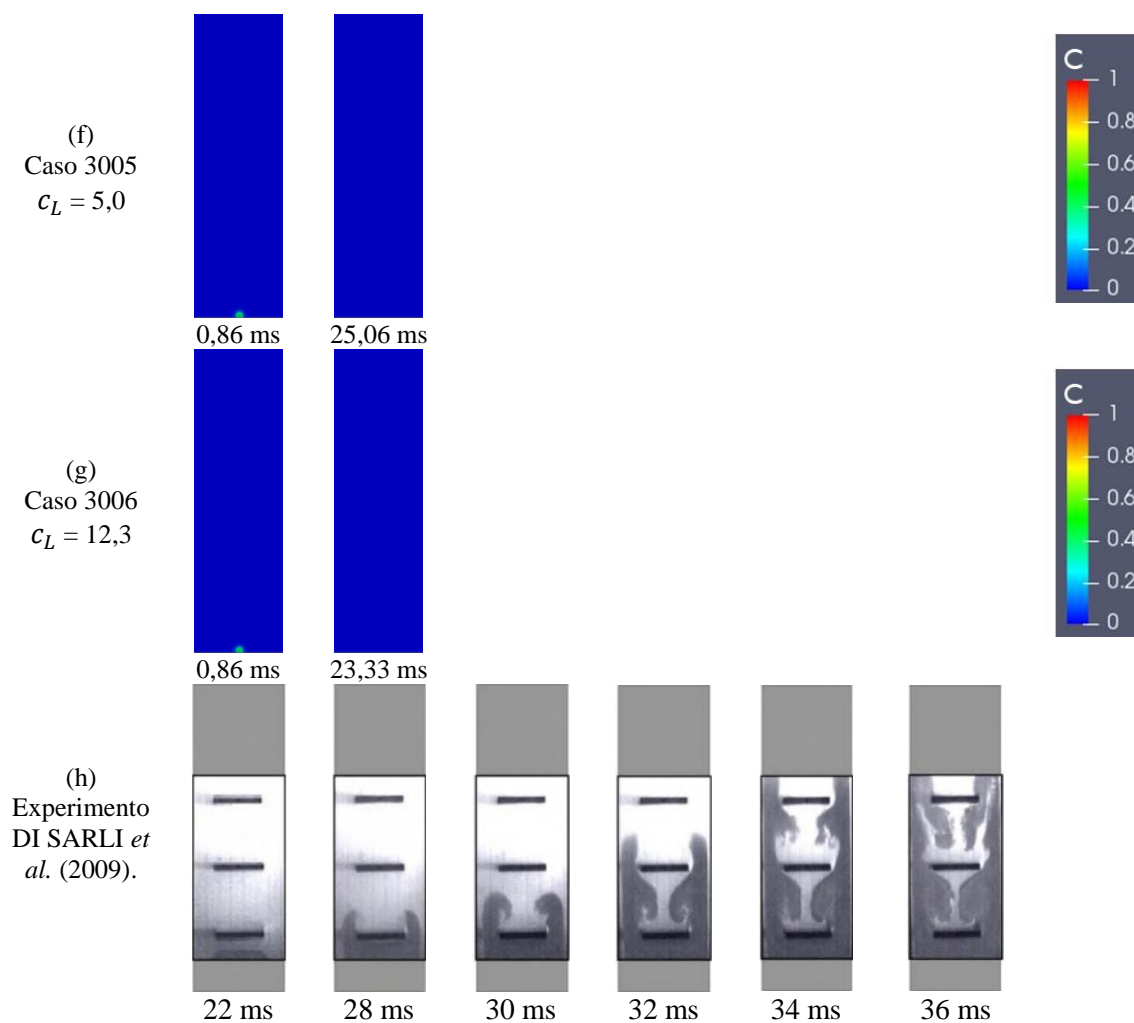 (f)
Caso 3005
c_L = 5,0
0,86 ms
25,06 ms
C
1
0.8
0.6
0.4
0.2
0
(g)
Caso 3006
c_L = 12,3
0,86 ms
23,33 ms
C
1
0.8
0.6
0.4
0.2
0
(h)
Experimento
DI SARLI et
al. (2009).
22 ms
28 ms
30 ms
32 ms
34 ms
36 ms